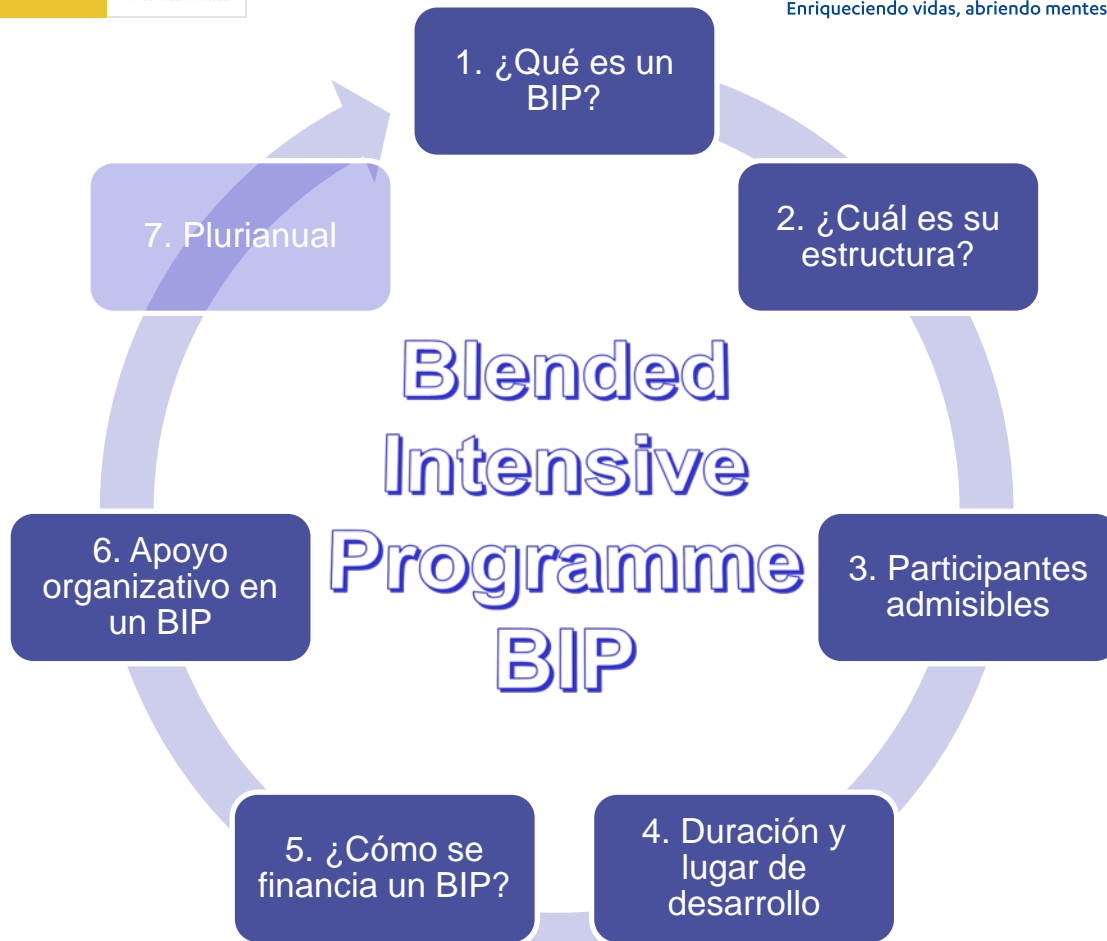 Enriqueciendo vidas, abriendo mentes
1. ¿Qué es un
BIP?
2. ¿Cuál es su
estructura?
3. Participantes
admisibles
4. Duración y
lugar de
desarrollo
5. ¿Cómo se
financia un BIP?
6. Apoyo
organizativo en
un BIP
7. Plurianual
Blended
Intensive
Programme
BIP